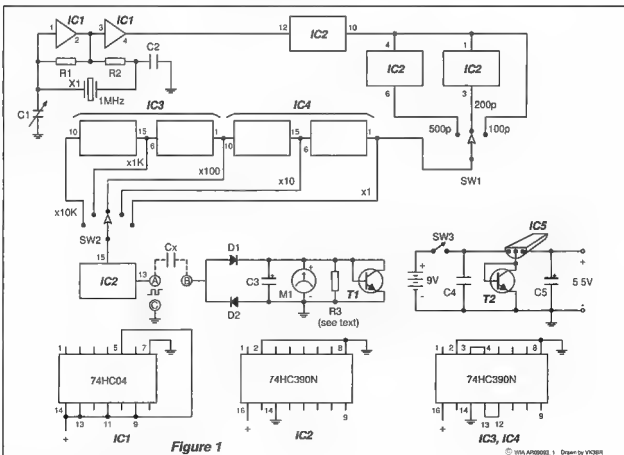 IC1 IC1
1 2 3 4 12 IC2 10
R1 R2 C2
X1 1MHz
C1
4 1
IC2 IC2
6 3
200p
500p 100p
SW1
IC3 IC4
10 15 6 1 10 15 6 1
x1K
x100
x10
x1
x10K
SW2
15
IC2 13 A Cx B
C
D1
D2
C3 M1 + - R3 T1
(see text)
SW3
+ 9V -
C4 T2 C5
IC5
+ 5 5V -
1 2 5 7
74HC04
14 13 11 9
+
IC1
1 2 8
74HC390N
16 14 9
+
IC2
1 2 3 4 8
74HC390N
16 14 13 12 9
+
IC3, IC4
Figure 1